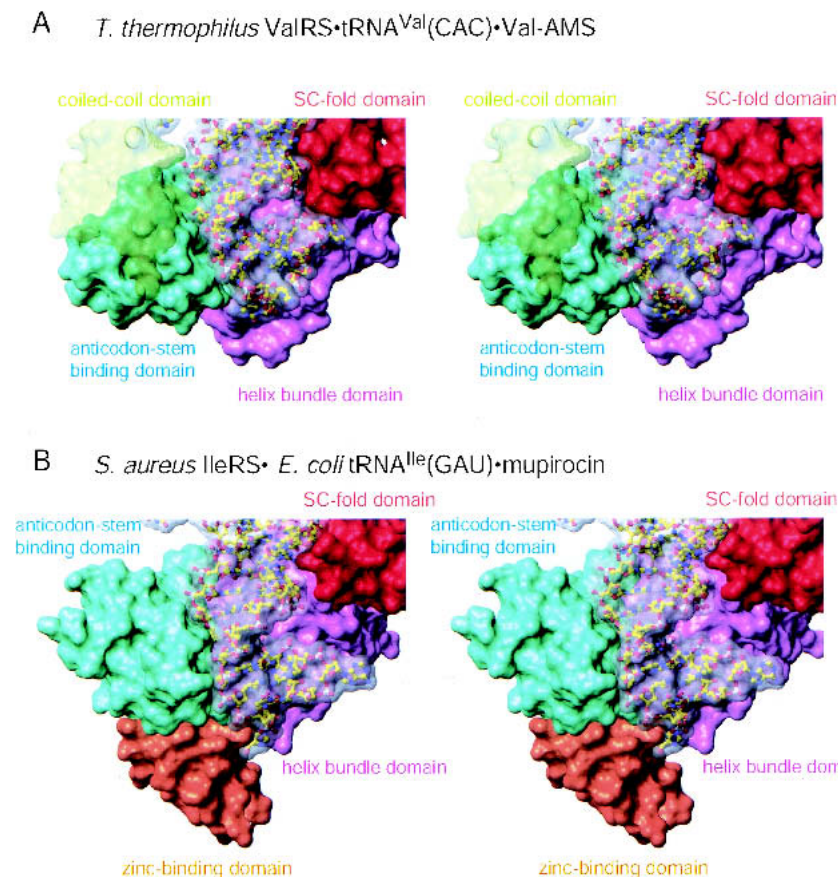 A T. thermophilus ValRS•tRNAVal(CAC)•Val-AMS
coiled-coil domain SC-fold domain coiled-coil domain SC-fold domain
anticodon-stem anticodon-stem
binding domain binding domain
helix bundle domain helix bundle domain
B S. aureus IleRS• E. coli tRNAIle(GAU)•mupirocin
SC-fold domain SC-fold domain
anticodon-stem anticodon-stem
binding domain binding domain
helix bundle domain helix bundle dom
zinc-binding domain zinc-binding domain